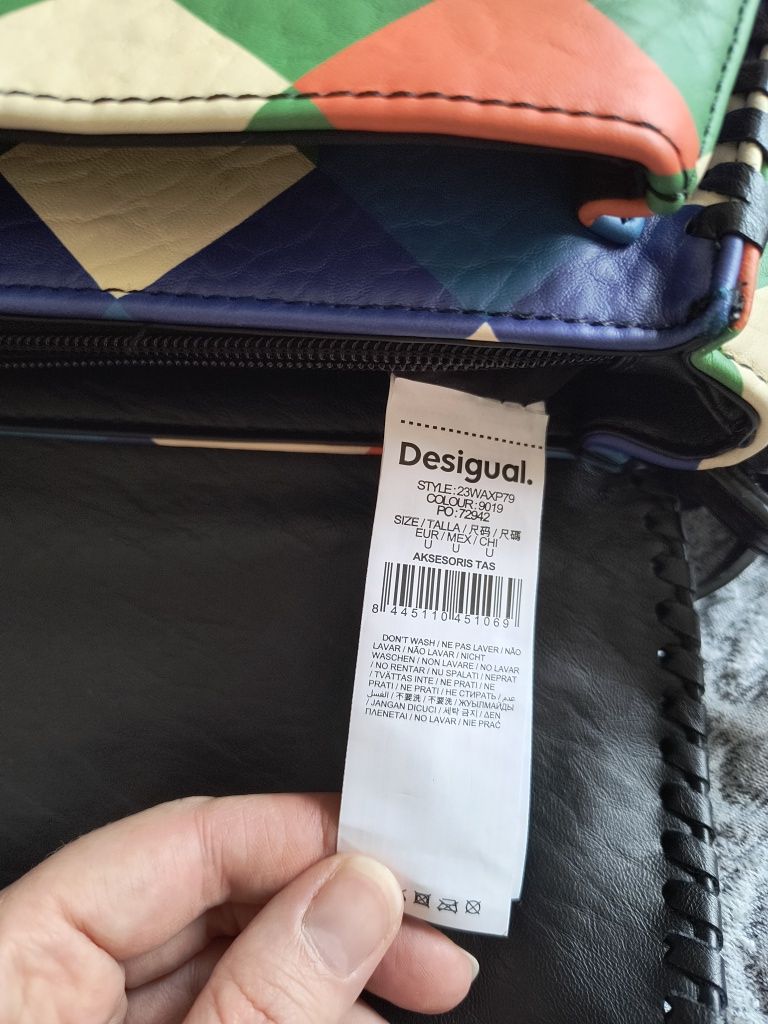 Desigual.
STYLE:23WAXP79
COLOUR:9019
PO:72942
SIZE / TALLA / 尺码 / 尺碼
EUR / MEX / CHI
U U U
AKSESORIS TAS
8 445110 451069
DON'T WASH / NE PAS LAVER / NÃO
LAVAR / NÃO LAVAR / NICHT
WASCHEN / NON LAVARE / NO LAVAR
/ NO RENTAR / NU SPALATI / NEPRAT
/ TVÄTTAS INTE / NE PRATI / NE
PRATI / NE PRATI / НЕ СТИРАТЬ / عدم
الغسل / 不要洗 / 不要洗 / ЖУЫЛМАЙДЫ
/ JANGAN DICUCI / 세탁 금지 / ΔΕΝ
ΠΛΕΝΕΤΑΙ / NO LAVAR / NIE PRAĆ